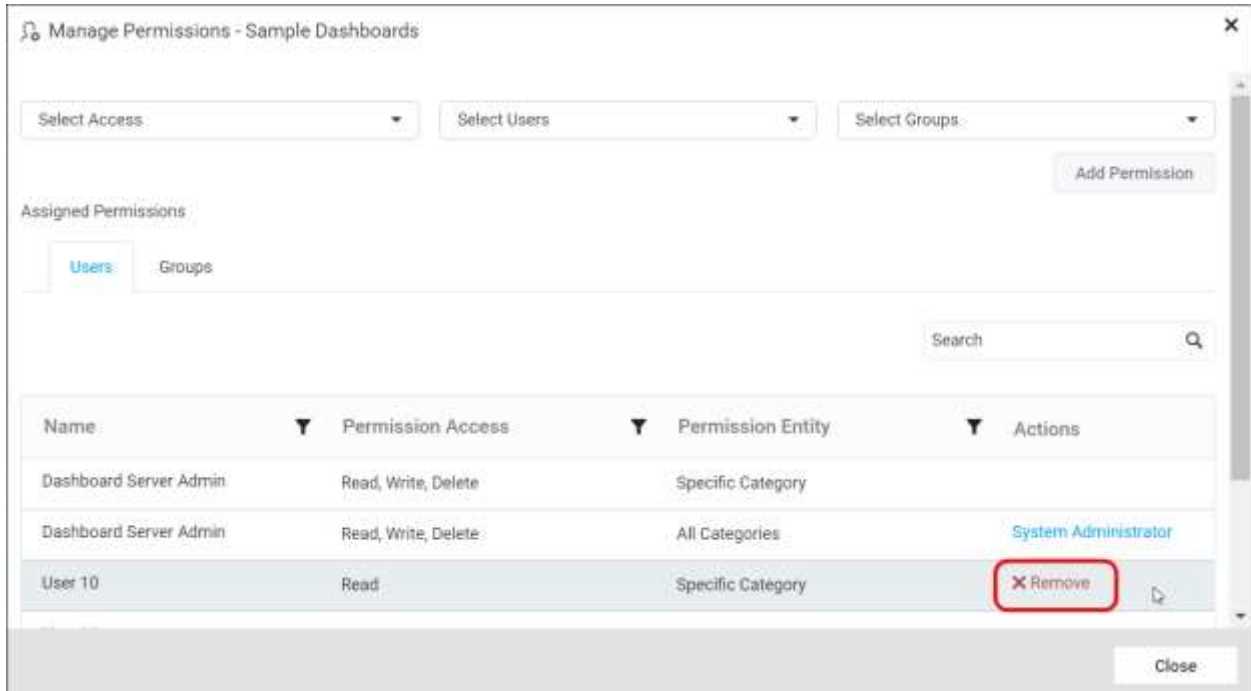 Manage Permissions - Sample Dashboards
Select Access Select Users Select Groups
Add Permission
Assigned Permissions
Users Groups
Search
Name Permission Access Permission Entity Actions
Dashboard Server Admin Read, Write, Delete Specific Category
Dashboard Server Admin Read, Write, Delete All Categories System Administrator
User 10 Read Specific Category Remove
Close